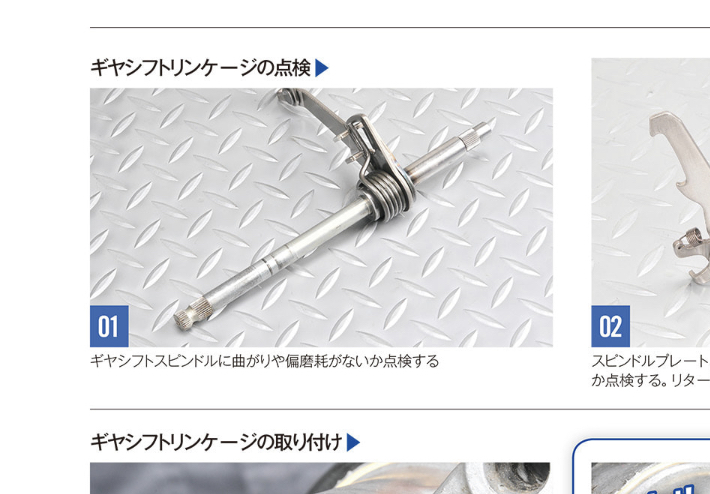 ギヤシフトリンケージの点検▶
01
ギヤシフトスピンドルに曲がりや偏磨耗がないか点検する
02
スピンドルプレート
か点検する。リター
ギヤシフトリンケージの取り付け▶